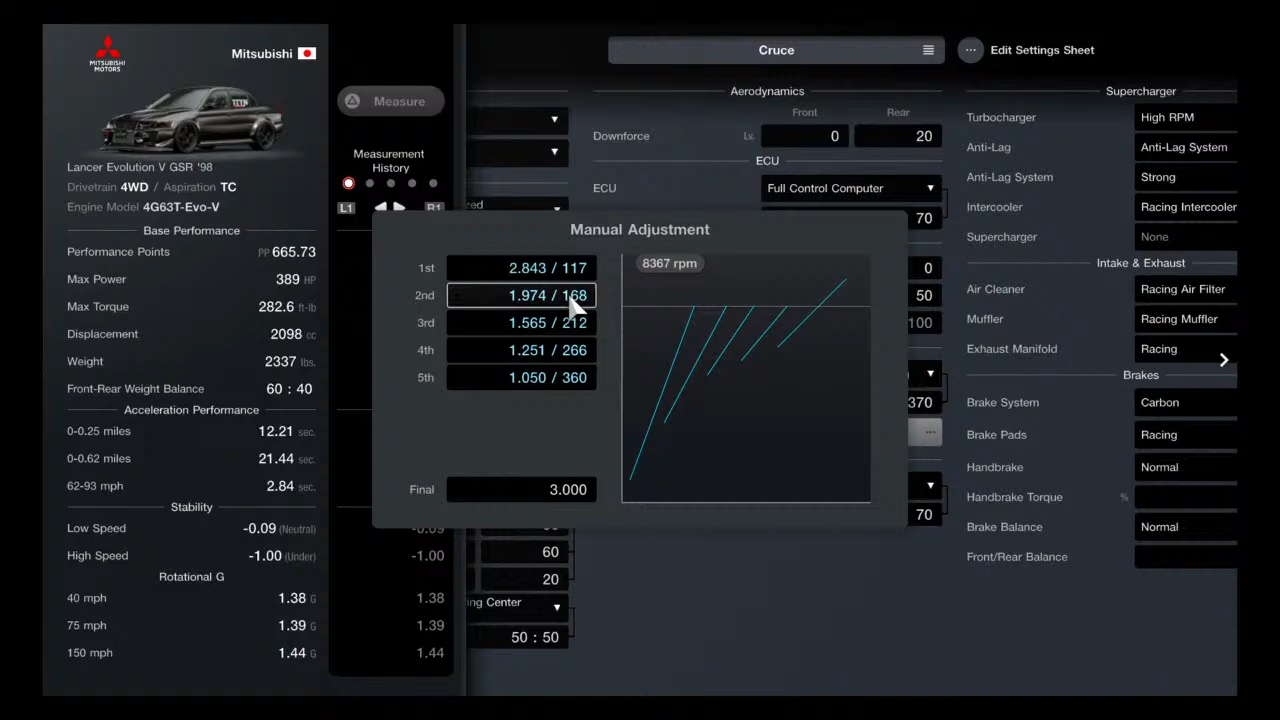 Cruce
Edit Settings Sheet
MITSUBISHI
MOTORS
Mitsubishi
Lancer Evolution V GSR '98
Drivetrain 4WD / Aspiration TC
Engine Model 4G63T-Evo-V
Base Performance
Performance Points PP 665.73
Max Power 389 HP
Max Torque 282.6 ft-lb
Displacement 2098 cc
Weight 2337 lbs.
Front-Rear Weight Balance 60 : 40
Acceleration Performance
0-0.25 miles 12.21 sec.
0-0.62 miles 21.44 sec.
62-93 mph 2.84 sec.
Stability
Low Speed -0.09 (Neutral)
High Speed -1.00 (Under)
Rotational G
40 mph 1.38 G
75 mph 1.39 G
150 mph 1.44 G
Measure
Measurement
History
L1 R1
-0.09
-1.00
1.38
1.39
1.44
Manual Adjustment
1st 2.843 / 117
2nd 1.974 / 168
3rd 1.565 / 212
4th 1.251 / 266
5th 1.050 / 360
Final 3.000
8367 rpm
60
20
ing Center
50 : 50
Aerodynamics
Front Rear
Downforce Lv. 0 20
ECU
ECU Full Control Computer
70
0
50
100
370
70
Supercharger
Turbocharger High RPM
Anti-Lag Anti-Lag System
Anti-Lag System Strong
Intercooler Racing Intercooler
Supercharger None
Intake & Exhaust
Air Cleaner Racing Air Filter
Muffler Racing Muffler
Exhaust Manifold Racing
Brakes
Brake System Carbon
Brake Pads Racing
Handbrake Normal
Handbrake Torque %
Brake Balance Normal
Front/Rear Balance